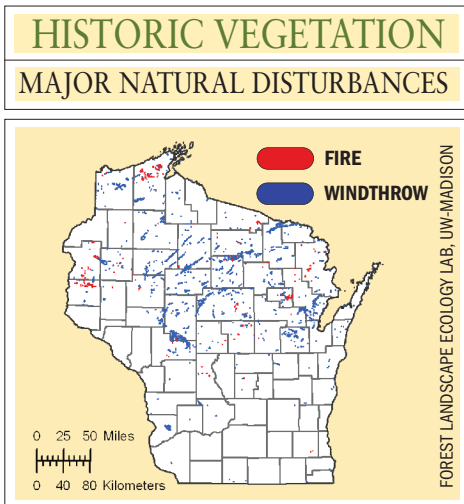 HISTORIC VEGETATION
MAJOR NATURAL DISTURBANCES
FIRE
WINDTHROW
FOREST LANDSCAPE ECOLOGY LAB, UW-MADISON
0 25 50 Miles
0 40 80 Kilometers